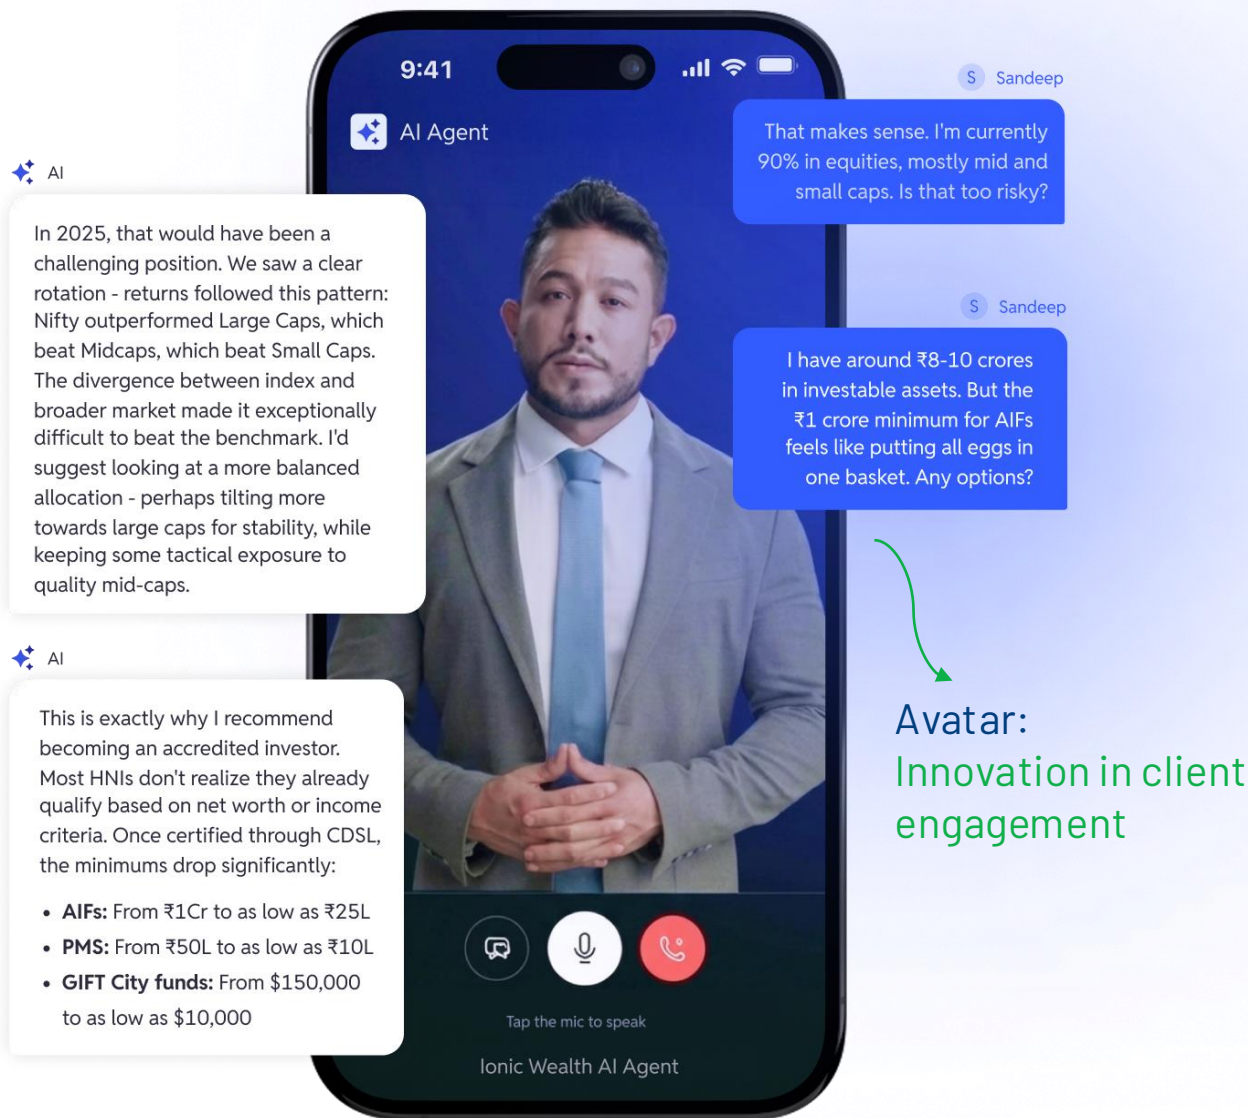 9:41
AI Agent
S Sandeep
That makes sense. I'm currently
90% in equities, mostly mid and
small caps. Is that too risky?
AI
In 2025, that would have been a
challenging position. We saw a clear
rotation - returns followed this pattern:
Nifty outperformed Large Caps, which
beat Midcaps, which beat Small Caps.
The divergence between index and
broader market made it exceptionally
difficult to beat the benchmark. I'd
suggest looking at a more balanced
allocation - perhaps tilting more
towards large caps for stability, while
keeping some tactical exposure to
quality mid-caps.
S Sandeep
I have around ₹8-10 crores
in investable assets. But the
₹1 crore minimum for AIFs
feels like putting all eggs in
one basket. Any options?
AI
This is exactly why I recommend
becoming an accredited investor.
Most HNIs don't realize they already
qualify based on net worth or income
criteria. Once certified through CDSL,
the minimums drop significantly:
• AIFs: From ₹1Cr to as low as ₹25L
• PMS: From ₹50L to as low as ₹10L
• GIFT City funds: From $150,000
to as low as $10,000
Avatar:
Innovation in client
engagement
Tap the mic to speak
Ionic Wealth AI Agent